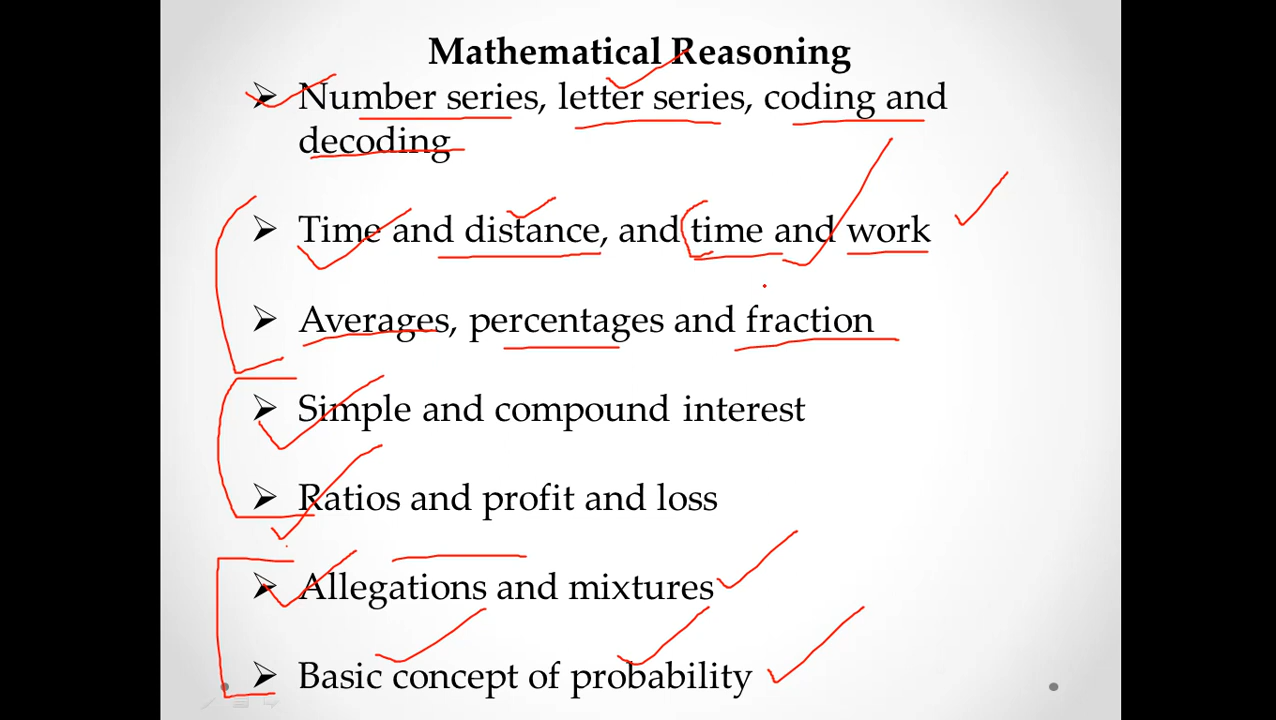 Mathematical Reasoning
➢ Number series, letter series, coding and
decoding
➢ Time and distance, and time and work
➢ Averages, percentages and fraction
➢ Simple and compound interest
➢ Ratios and profit and loss
➢ Allegations and mixtures
➢ Basic concept of probability